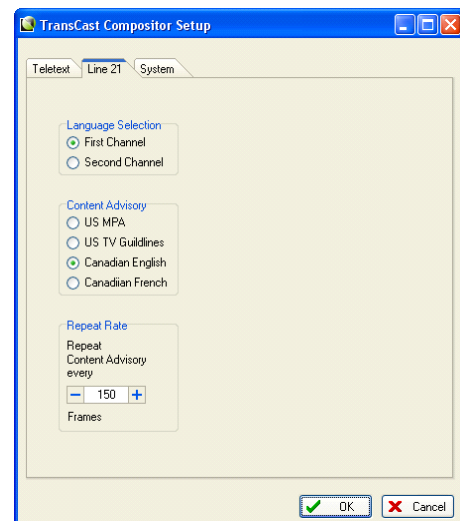 TransCast Compositor Setup
Teletext Line 21 System
Language Selection
First Channel
Second Channel
Content Advisory
US MPA
US TV Guildlines
Canadian English
Canadiian French
Repeat Rate
Repeat
Content Advisory
every
150
Frames
OK Cancel